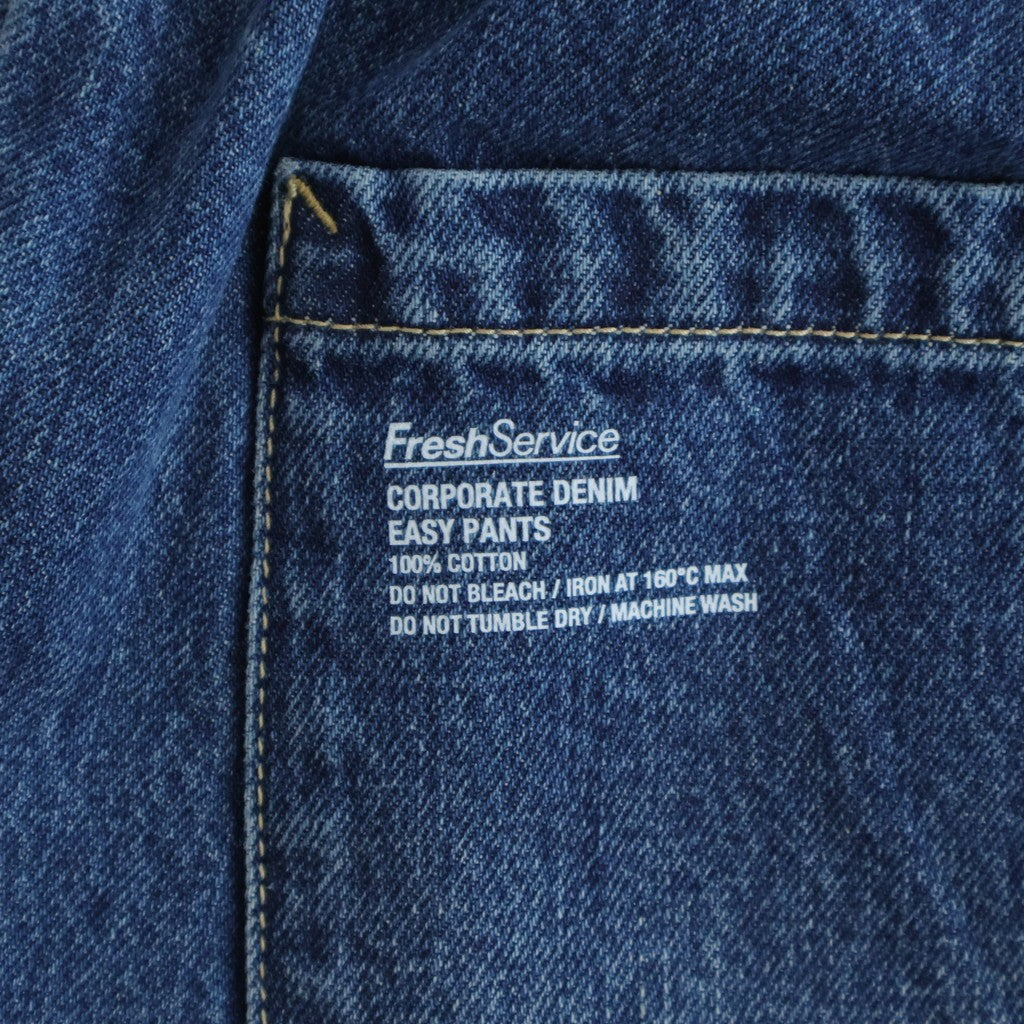 FreshService
CORPORATE DENIM
EASY PANTS
100% COTTON
DO NOT BLEACH / IRON AT 160°C MAX
DO NOT TUMBLE DRY / MACHINE WASH